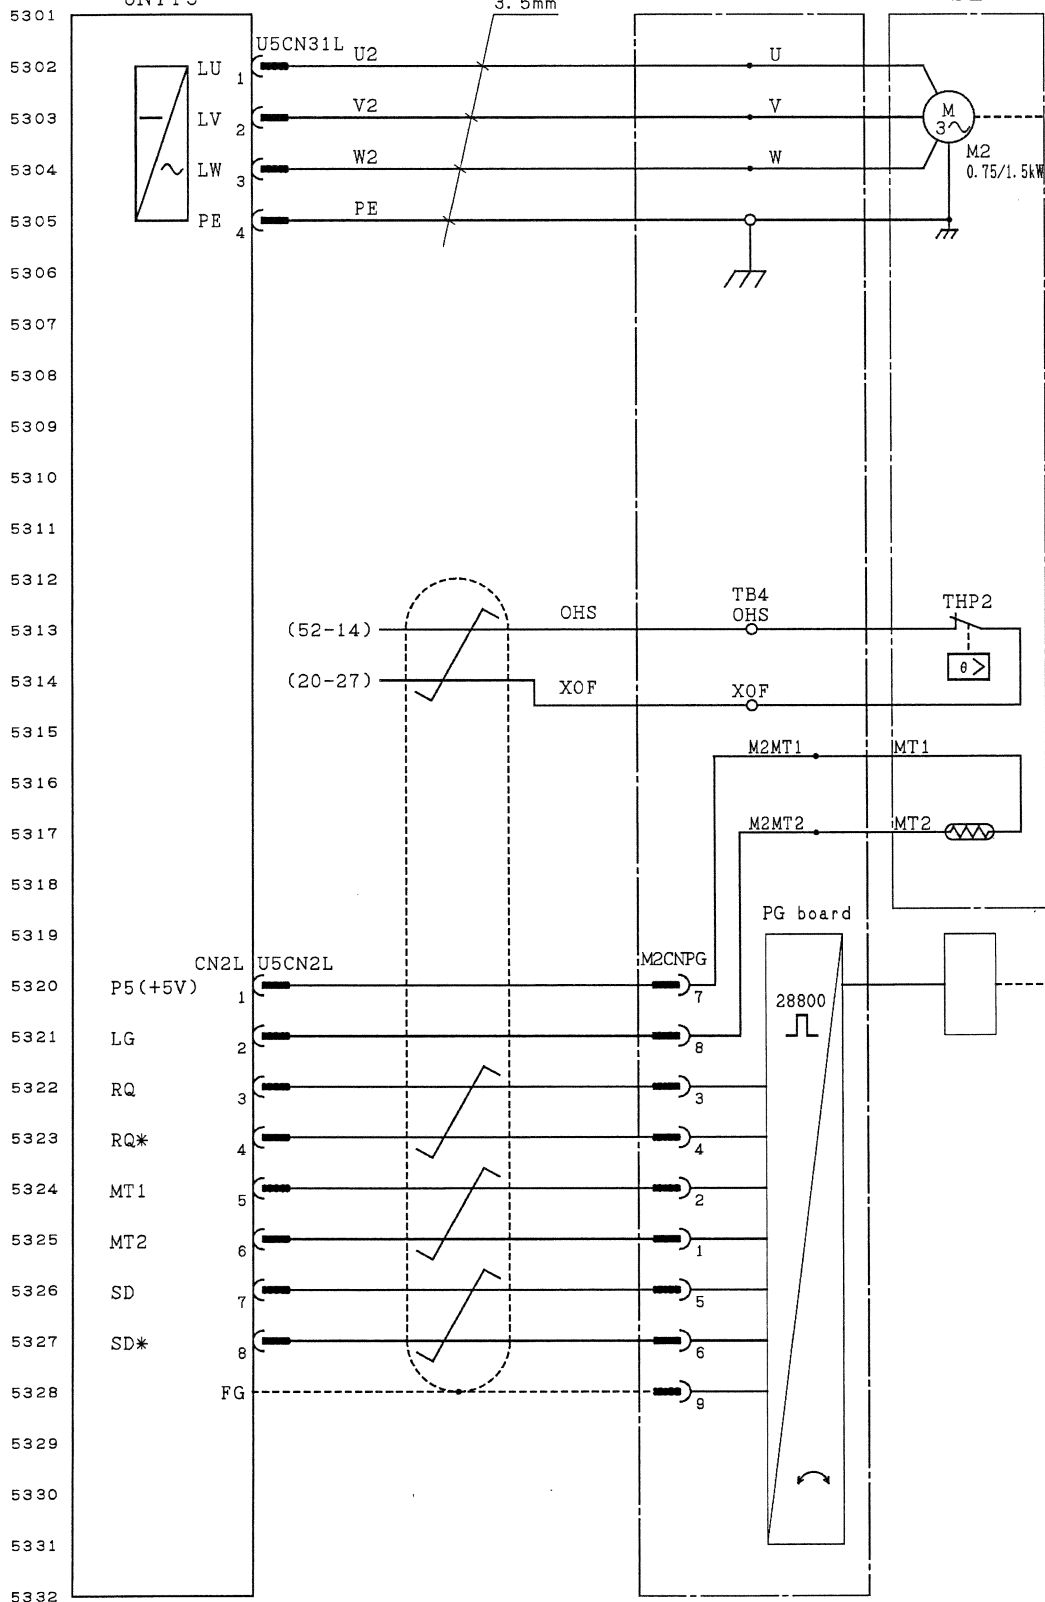 5301
3.5mm
U5CN31L
5302 LU 1 U2 U
5303 LV 2 V2 V M 3
5304 LW 3 W2 W M2
0.75/1.5kW
5305 PE 4 PE
5306
5307
5308
5309
5310
5311
5312
TB4
5313 (52-14) OHS OHS THP2
5314 (20-27) XOF XOF θ >
5315
M2MT1 MT1
5316
5317 M2MT2 MT2
5318
PG board
5319
CN2L U5CN2L M2CNPG
5320 P5(+5V) 1 7 28800
5321 LG 2 8
5322 RQ 3 3
5323 RQ* 4 4
5324 MT1 5 2
5325 MT2 6 1
5326 SD 7 5
5327 SD* 8 6
5328 FG 9
5329
5330
5331
5332